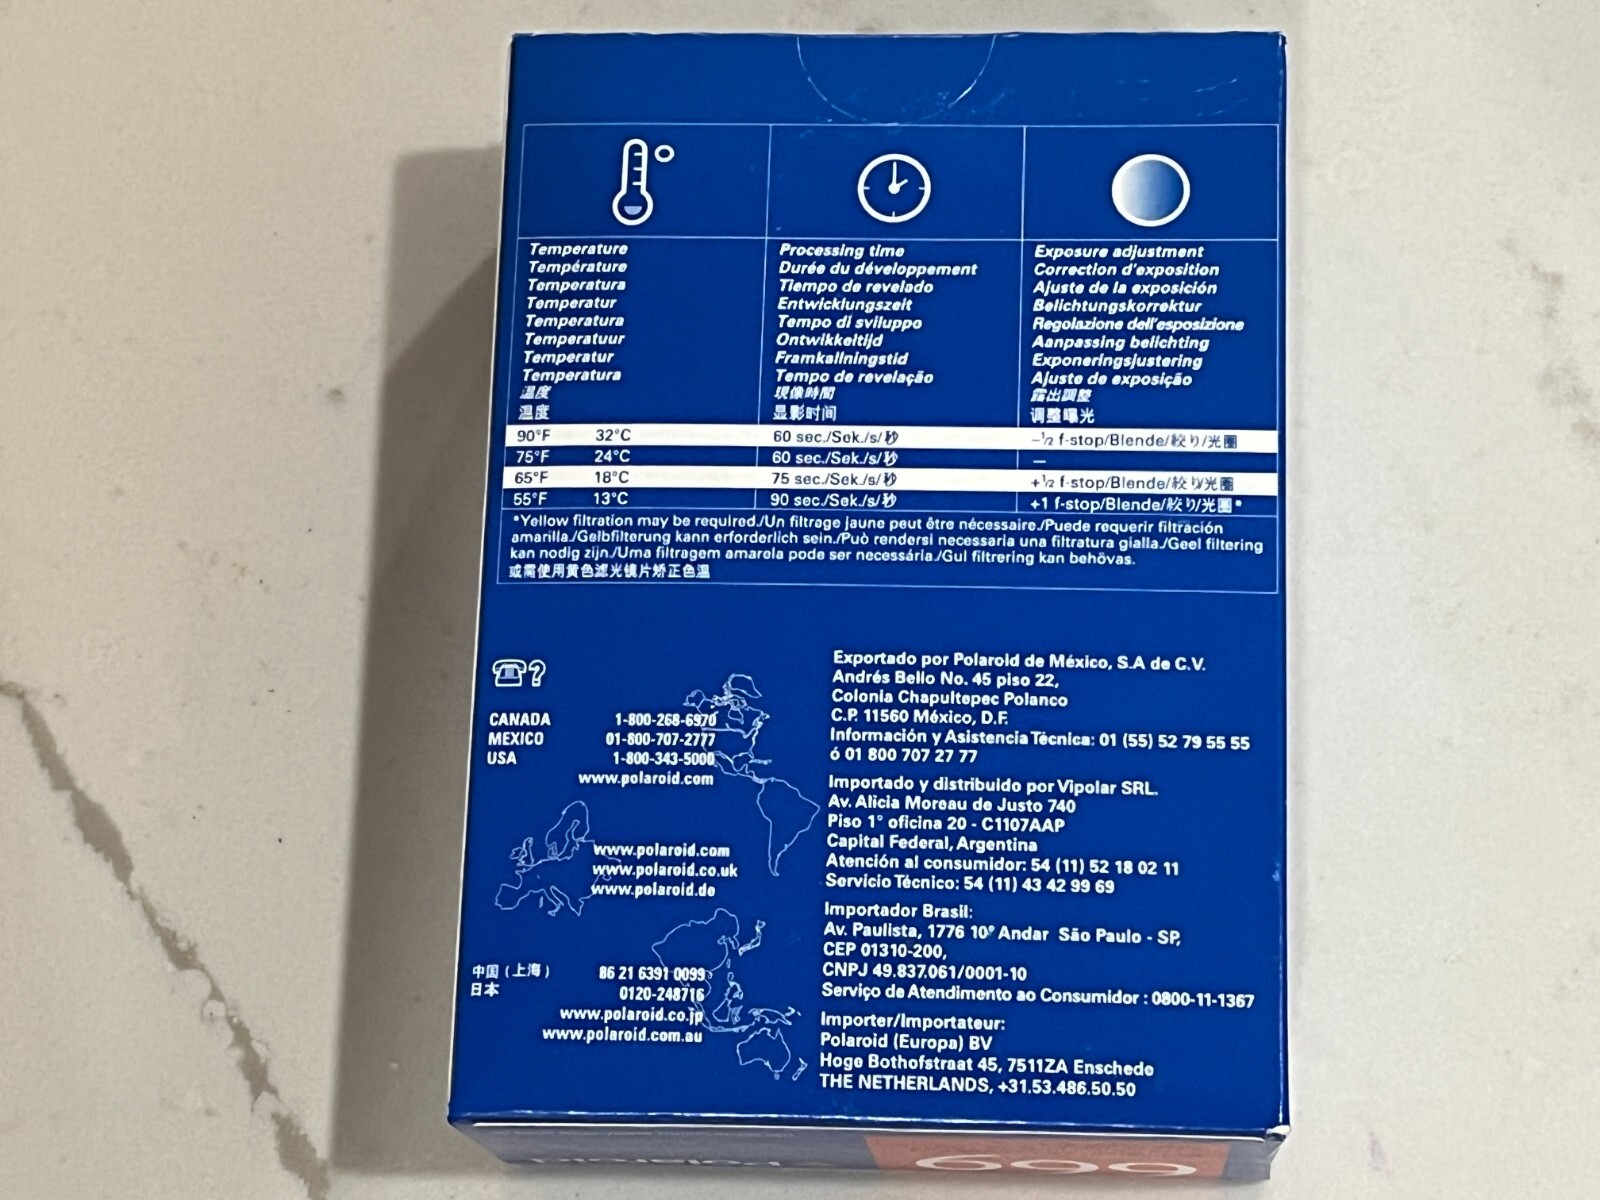 Temperature
Température
Temperatura
Temperatur
Temperatura
Temperatuur
Temperatur
Temperatura
温度
温度
Processing time
Durée du développement
Tiempo de revelado
Entwicklungszeit
Tempo di sviluppo
Ontwikkeltijd
Framkallningstid
Tempo de revelação
現像時間
显影时间
Exposure adjustment
Correction d'exposition
Ajuste de la exposición
Belichtungskorrektur
Regolazione dell'esposizione
Aanpassing belichting
Exponeringsjustering
Ajuste de exposição
露出調整
调整曝光
90°F 32°C 60 sec./Sek./s/秒 –½ f-stop/Blende/絞り/光圈
75°F 24°C 60 sec./Sek./s/秒 —
65°F 18°C 75 sec./Sek./s/秒 +½ f-stop/Blende/絞り/光圈
55°F 13°C 90 sec./Sek./s/秒 +1 f-stop/Blende/絞り/光圈*
*Yellow filtration may be required./Un filtrage jaune peut être nécessaire./Puede requerir filtración
amarilla./Gelbfilterung kann erforderlich sein./Può rendersi necessaria una filtratura gialla./Geel filtering
kan nodig zijn./Uma filtragem amarela pode ser necessária./Gul filtrering kan behövas.
或需使用黄色滤光镜片矫正色温
?
CANADA 1-800-268-6970
MEXICO 01-800-707-2777
USA 1-800-343-5000
www.polaroid.com
www.polaroid.com
www.polaroid.co.uk
www.polaroid.de
中国 (上海) 86 21 6391 0099
日本 0120-248716
www.polaroid.co.jp
www.polaroid.com.au
Exportado por Polaroid de México, S.A de C.V.
Andrés Bello No. 45 piso 22,
Colonia Chapultepec Polanco
C.P. 11560 México, D.F.
Información y Asistencia Técnica: 01 (55) 52 79 55 55
ó 01 800 707 27 77
Importado y distribuido por Vipolar SRL.
Av. Alicia Moreau de Justo 740
Piso 1° oficina 20 - C1107AAP
Capital Federal, Argentina
Atención al consumidor: 54 (11) 52 18 02 11
Servicio Técnico: 54 (11) 43 42 99 69
Importador Brasil:
Av. Paulista, 1776 10º Andar São Paulo - SP,
CEP 01310-200,
CNPJ 49.837.061/0001-10
Serviço de Atendimento ao Consumidor : 0800-11-1367
Importer/Importateur:
Polaroid (Europa) BV
Hoge Bothofstraat 45, 7511ZA Enschede
THE NETHERLANDS, +31.53.486.50.50
Polaroid
669